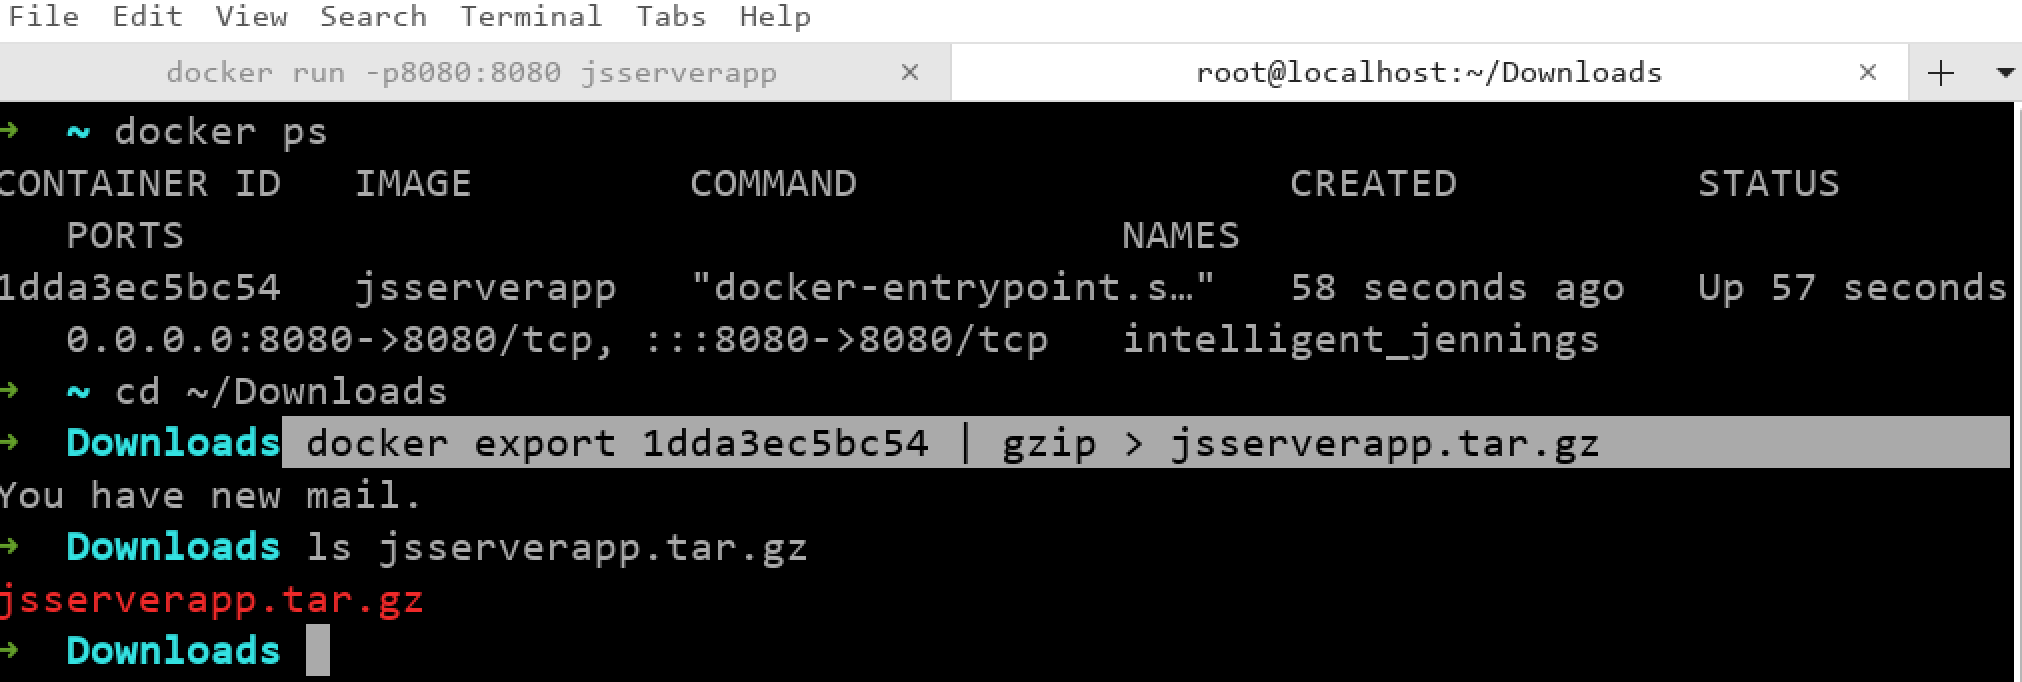 File Edit View Search Terminal Tabs Help
docker run -p8080:8080 jsserverapp × root@localhost:~/Downloads × + ▾
→ ~ docker ps
CONTAINER ID IMAGE COMMAND CREATED STATUS
PORTS NAMES
1dda3ec5bc54 jsserverapp "docker-entrypoint.s…" 58 seconds ago Up 57 seconds
0.0.0.0:8080->8080/tcp, :::8080->8080/tcp intelligent_jennings
→ ~ cd ~/Downloads
→ Downloads docker export 1dda3ec5bc54 | gzip > jsserverapp.tar.gz
You have new mail.
→ Downloads ls jsserverapp.tar.gz
jsserverapp.tar.gz
→ Downloads